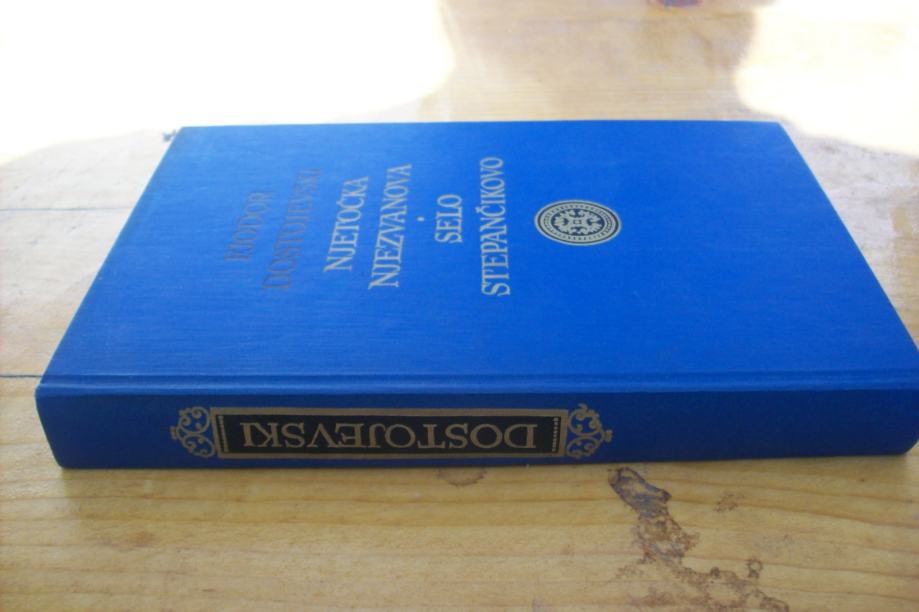 FJODOR
DOSTOJEVSKI
NJETOČKA
NJEZVANOVA
•
SELO
STEPANČIKOVO
DOSTOJEVSKI